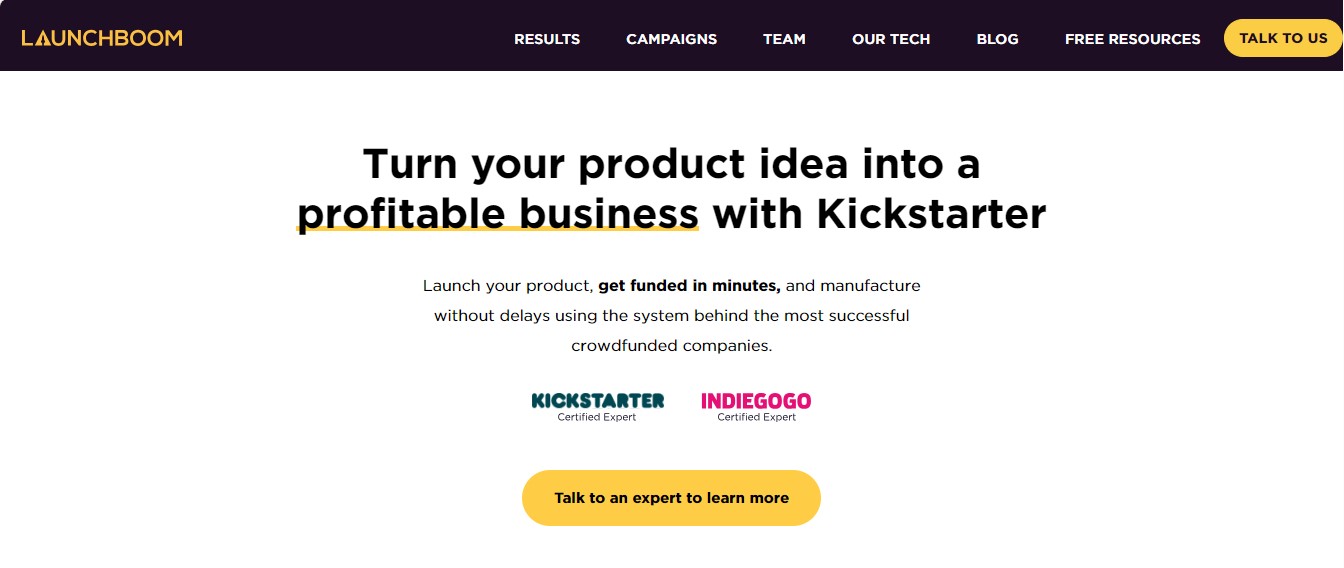 LAUNCHBOOM
RESULTS CAMPAIGNS TEAM OUR TECH BLOG FREE RESOURCES TALK TO US
Turn your product idea into a
profitable business with Kickstarter
Launch your product, get funded in minutes, and manufacture
without delays using the system behind the most successful
crowdfunded companies.
KICKSTARTER
Certified Expert
INDIEGOGO
Certified Expert
Talk to an expert to learn more